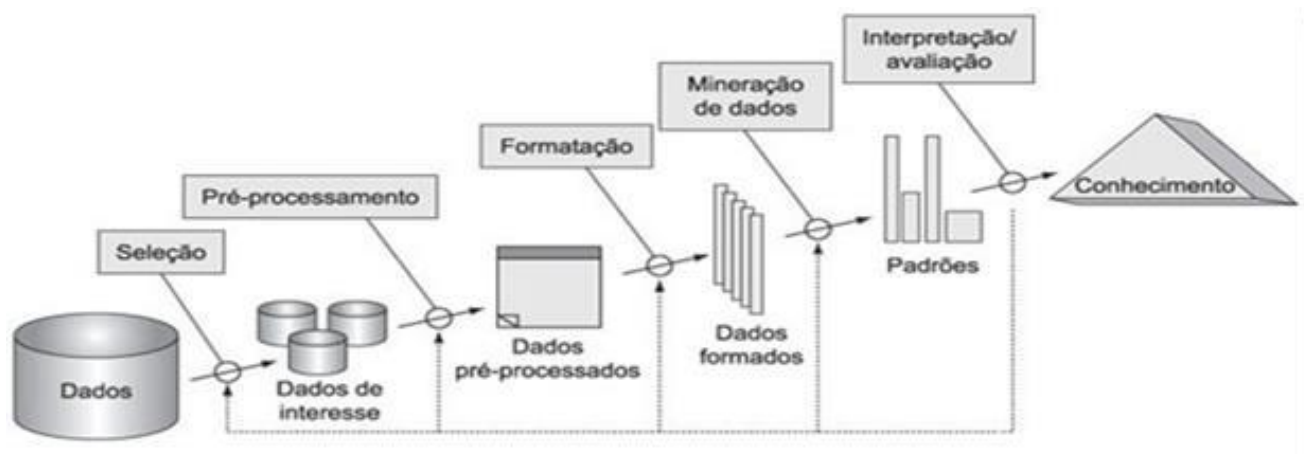 Interpretação/
avaliação
Mineração
de dados
Formatação
Pré-processamento
Seleção
Dados
Dados de
interesse
Dados
pré-processados
Dados
formados
Padrões
Conhecimento